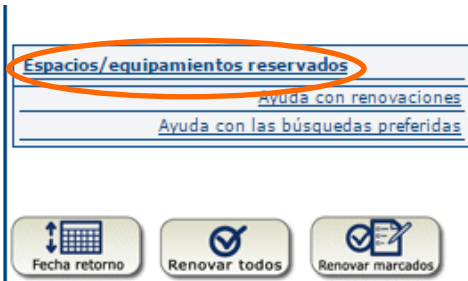 Espacios/equipamientos reservados
Ayuda con renovaciones
Ayuda con las búsquedas preferidas
Fecha retorno
Renovar todos
Renovar marcados